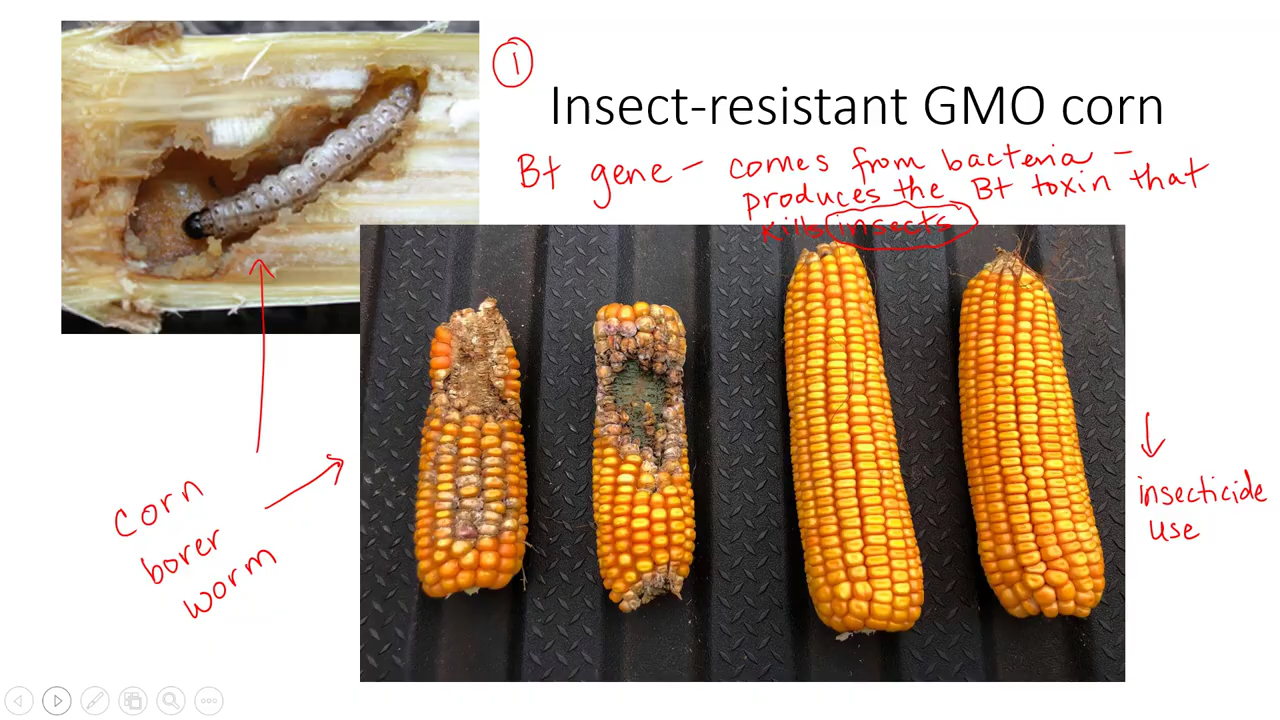 ①
Insect-resistant GMO corn
Bt gene - comes from bacteria -
produces the Bt toxin that
kills insects
corn
borer
worm
↓
insecticide
use